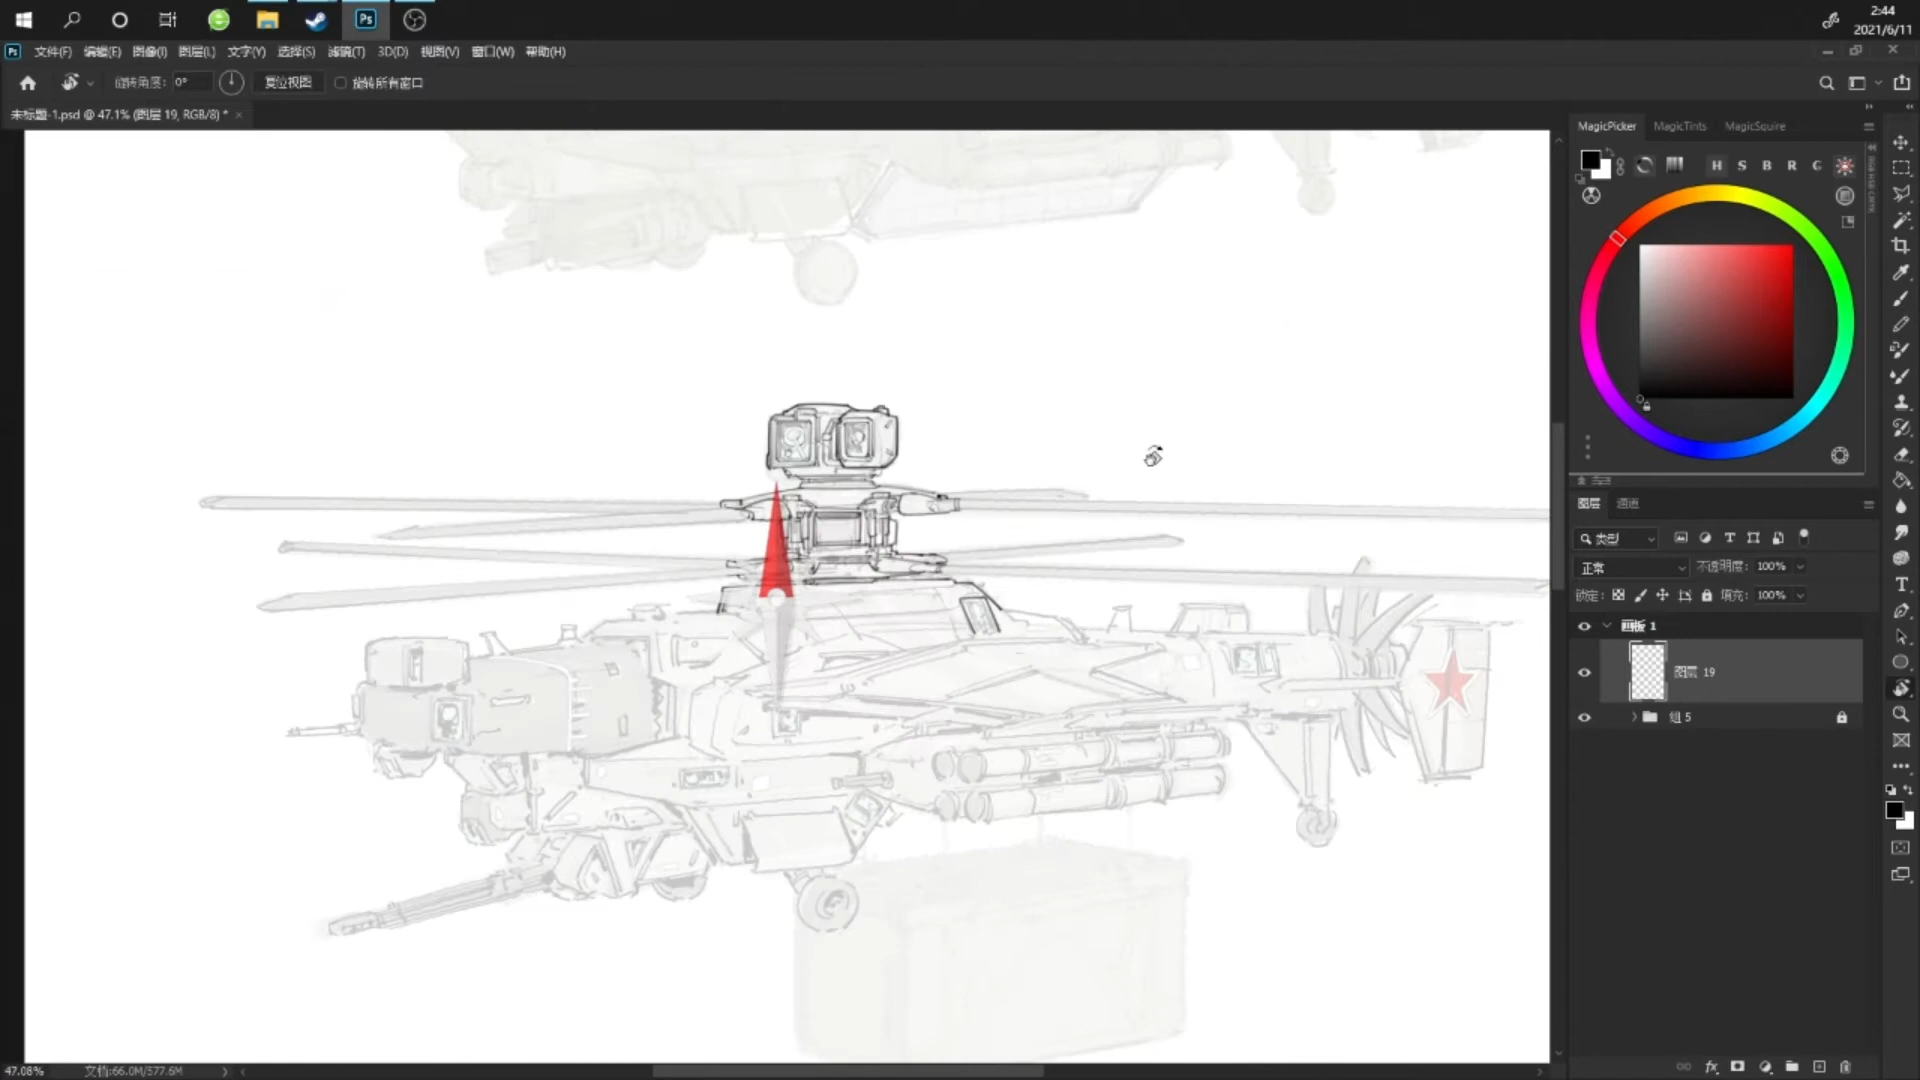 2:44
2021/6/11
Ps 文件(F) 编辑(E) 图像(I) 图层(L) 文字(Y) 选择(S) 滤镜(T) 3D(D) 视图(V) 窗口(W) 帮助(H)
旋转角度: 0° 复位视图 旋转所有窗口
未标题-1.psd @ 47.1% (图层 19, RGB/8) * ×
MagicPicker MagicTints MagicSquire
H S B R G
图层 通道
类型
正常 不透明度: 100%
锁定: 填充: 100%
画板 1
图层 19
组 5
47.08% 文档:66.0M/577.6M